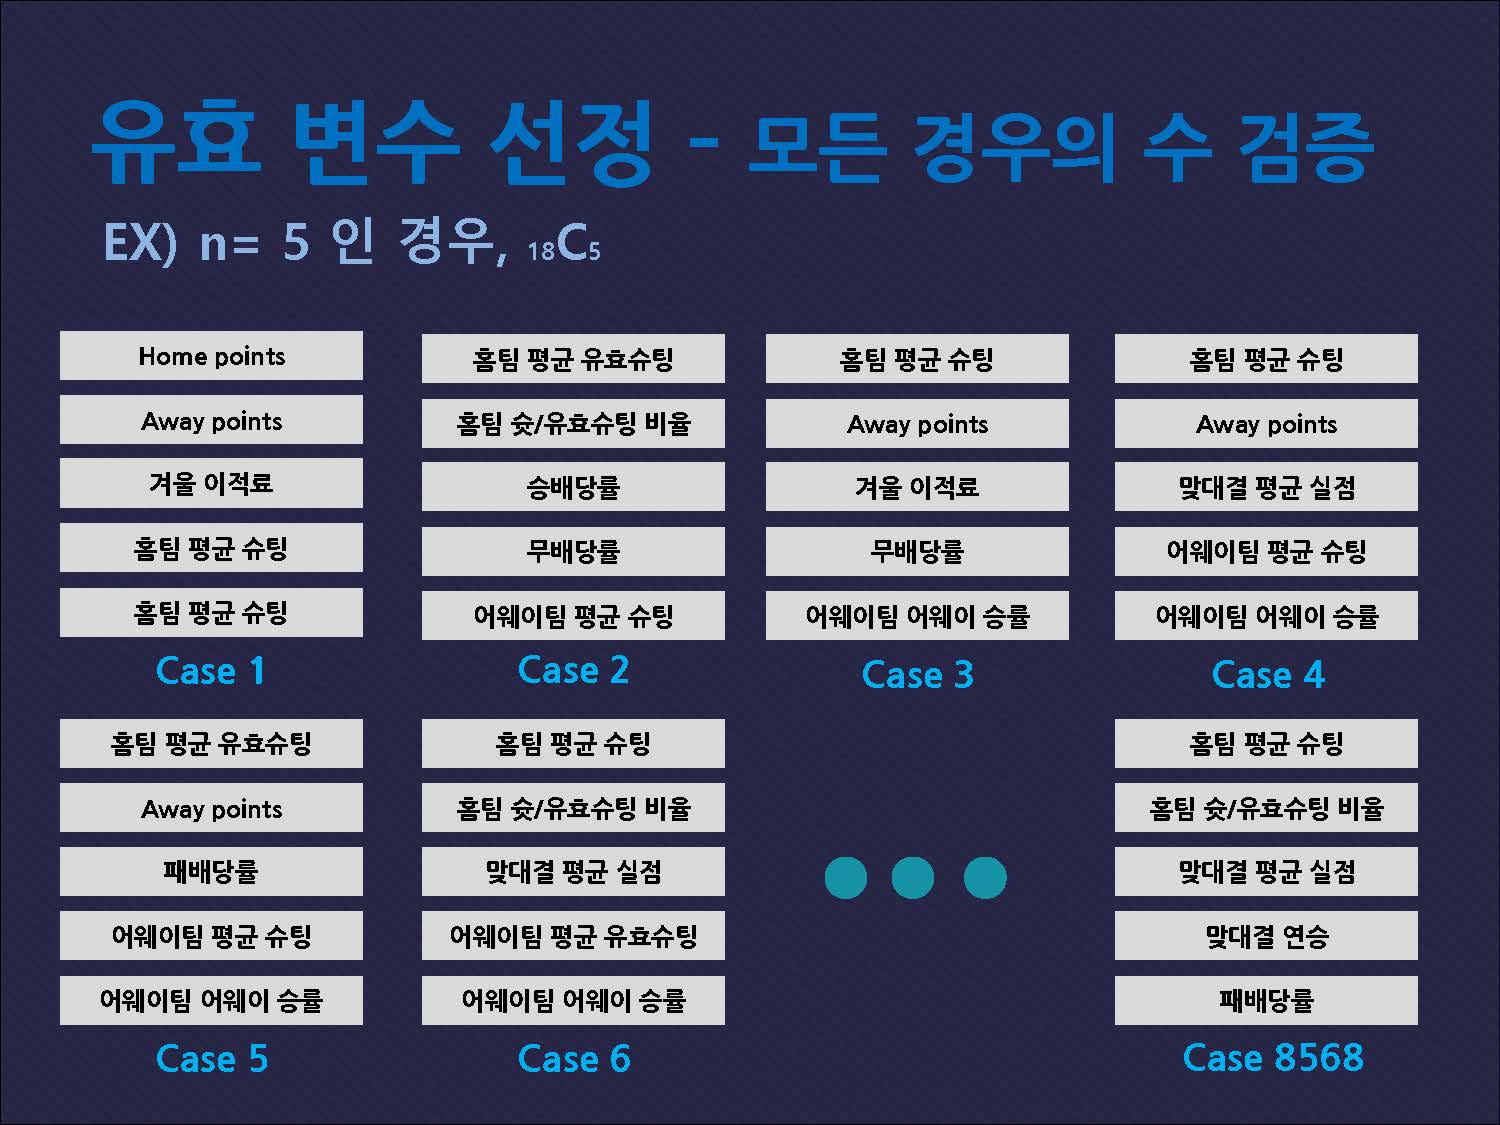 유효 변수 선정 - 모든 경우의 수 검증
EX) n= 5 인 경우, 18C5
Home points
Away points
겨울 이적료
홈팀 평균 슈팅
홈팀 평균 슈팅
Case 1
홈팀 평균 유효슈팅
홈팀 슛/유효슈팅 비율
승배당률
무배당률
어웨이팀 평균 슈팅
Case 2
홈팀 평균 슈팅
Away points
겨울 이적료
무배당률
어웨이팀 어웨이 승률
Case 3
홈팀 평균 슈팅
Away points
맞대결 평균 실점
어웨이팀 평균 슈팅
어웨이팀 어웨이 승률
Case 4
홈팀 평균 유효슈팅
Away points
패배당률
어웨이팀 평균 슈팅
어웨이팀 어웨이 승률
Case 5
홈팀 평균 슈팅
홈팀 슛/유효슈팅 비율
맞대결 평균 실점
어웨이팀 평균 유효슈팅
어웨이팀 어웨이 승률
Case 6
홈팀 평균 슈팅
홈팀 슛/유효슈팅 비율
맞대결 평균 실점
맞대결 연승
패배당률
Case 8568